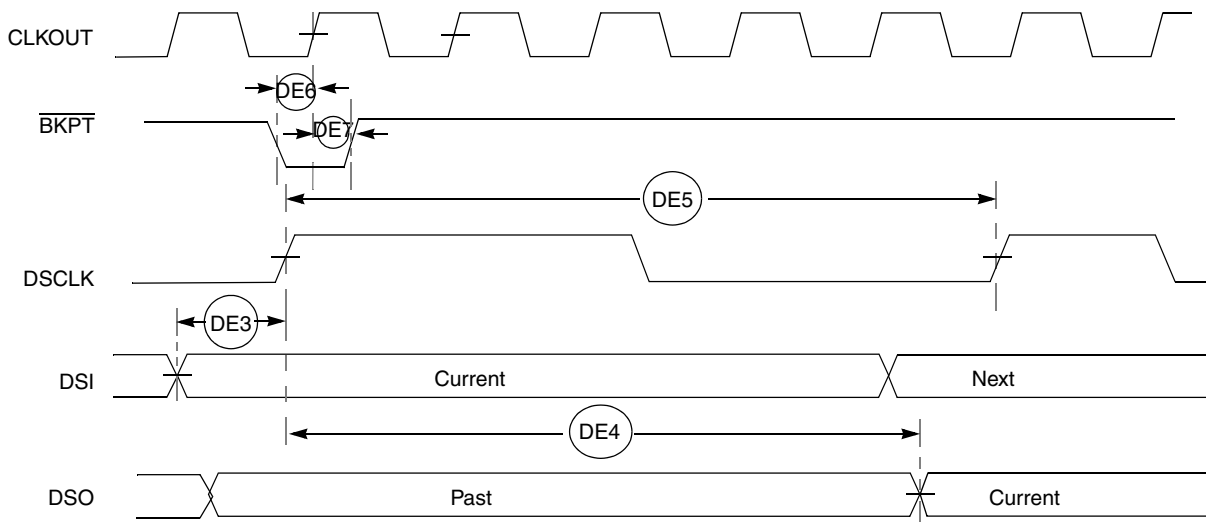 CLKOUT
DE6
BKPT
DE7
DE5
DSCLK
DE3
DSI
Current
Next
DE4
DSO
Past
Current